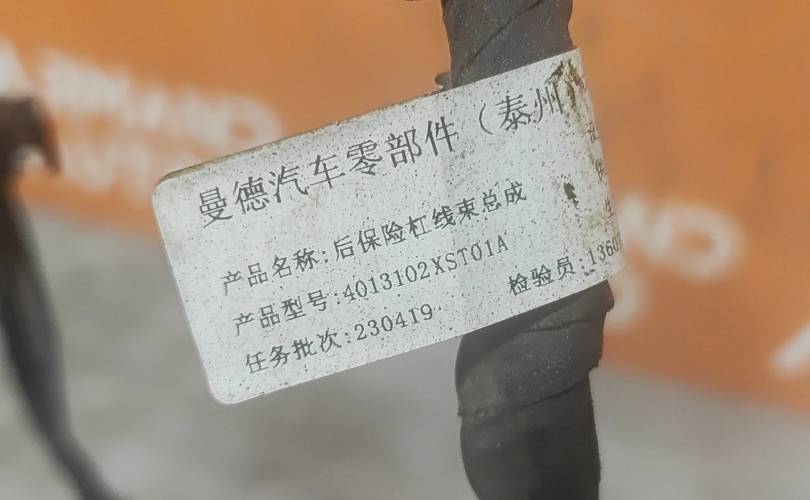 曼德汽车零部件（泰州
产品名称:后保险杠线束总成
产品型号:4013102XST01A
任务批次:230419 检验员:1360